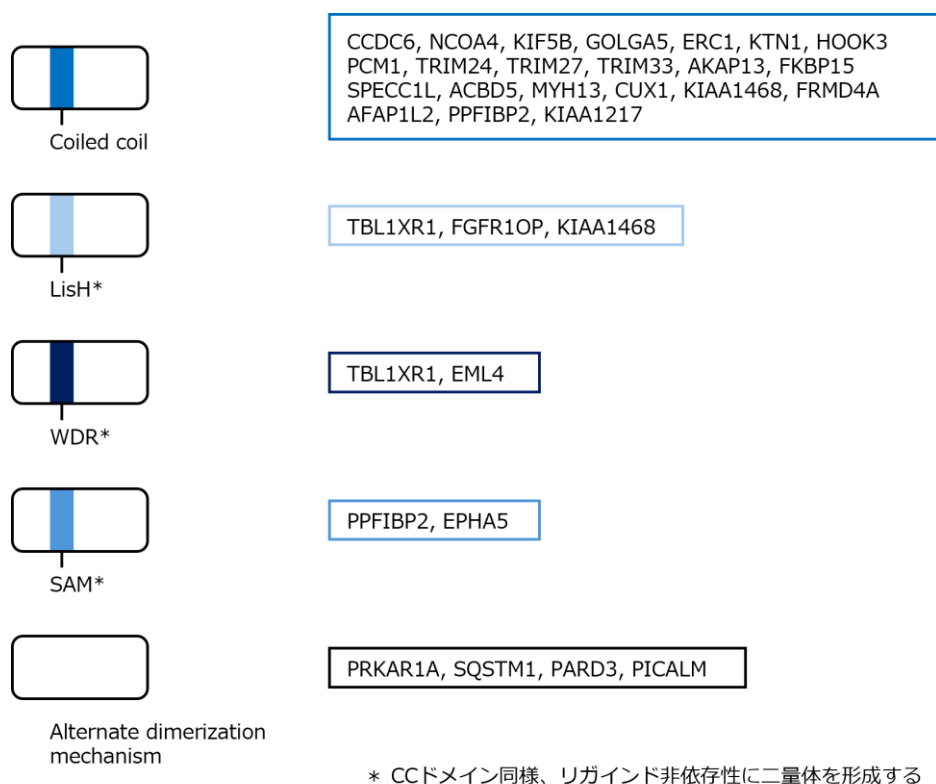 CCDC6, NCOA4, KIF5B, GOLGA5, ERC1, KTN1, HOOK3
PCM1, TRIM24, TRIM27, TRIM33, AKAP13, FKBP15
SPECC1L, ACBD5, MYH13, CUX1, KIAA1468, FRMD4A
AFAP1L2, PPFIBP2, KIAA1217
Coiled coil
TBL1XR1, FGFR1OP, KIAA1468
LisH*
TBL1XR1, EML4
WDR*
PPFIBP2, EPHA5
SAM*
PRKAR1A, SQSTM1, PARD3, PICALM
Alternate dimerization
mechanism
* CCドメイン同様、リガインド非依存性に二量体を形成する